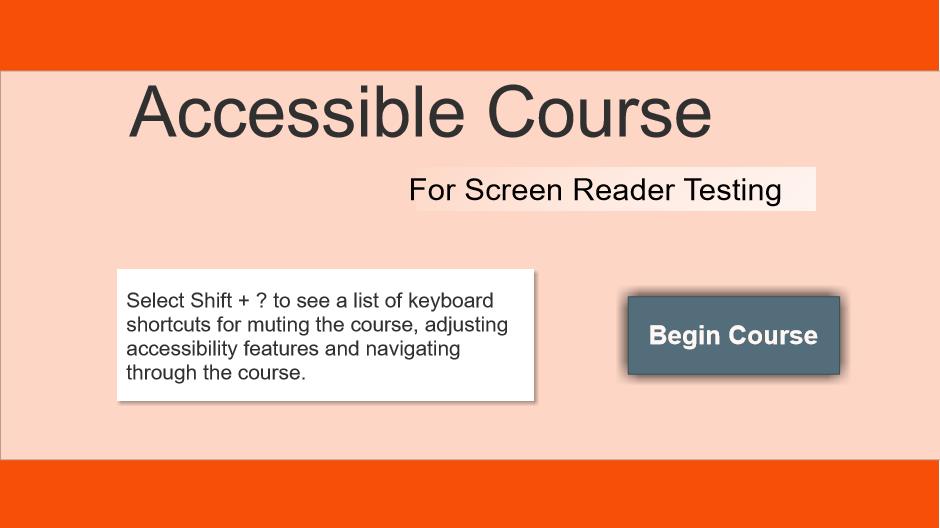 Accessible Course
For Screen Reader Testing
Select Shift + ? to see a list of keyboard
shortcuts for muting the course, adjusting
accessibility features and navigating
through the course.
Begin Course